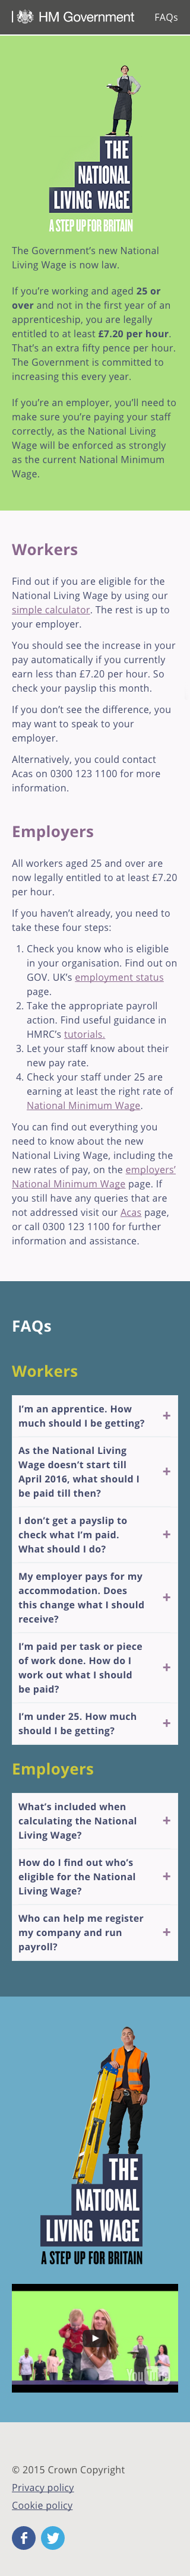 HM Government
FAQs
THE
NATIONAL
LIVING WAGE
A STEP UP FOR BRITAIN
The Government's new National
Living Wage is now law.
If you're working and aged 25 or
over and not in the first year of an
apprenticeship, you are legally
entitled to at least £7.20 per hour.
That's an extra fifty pence per hour.
The Government is committed to
increasing this every year.
If you're an employer, you'll need to
make sure you're paying your staff
correctly, as the National Living
Wage will be enforced as strongly
as the current National Minimum
Wage.
Workers
Find out if you are eligible for the
National Living Wage by using our
simple calculator. The rest is up to
your employer.
You should see the increase in your
pay automatically if you currently
earn less than £7.20 per hour. So
check your payslip this month.
If you don't see the difference, you
may want to speak to your
employer.
Alternatively, you could contact
Acas on 0300 123 1100 for more
information.
Employers
All workers aged 25 and over are
now legally entitled to at least £7.20
per hour.
If you haven't already, you need to
take these four steps:
1. Check you know who is eligible
in your organisation. Find out on
GOV. UK's employment status
page.
2. Take the appropriate payroll
action. Find useful guidance in
HMRC's tutorials.
3. Let your staff know about their
new pay rate.
4. Check your staff under 25 are
earning at least the right rate of
National Minimum Wage.
You can find out everything you
need to know about the new
National Living Wage, including the
new rates of pay, on the employers'
National Minimum Wage page. If
you still have any queries that are
not addressed visit our Acas page,
or call 0300 123 1100 for further
information and assistance.
FAQs
Workers
I'm an apprentice. How
much should I be getting?
+
As the National Living
Wage doesn't start till
April 2016, what should I
be paid till then?
+
I don't get a payslip to
check what I'm paid.
What should I do?
+
My employer pays for my
accommodation. Does
this change what I should
receive?
+
I'm paid per task or piece
of work done. How do I
work out what I should
be paid?
+
I'm under 25. How much
should I be getting?
+
Employers
What's included when
calculating the National
Living Wage?
+
How do I find out who's
eligible for the National
Living Wage?
+
Who can help me register
my company and run
payroll?
+
THE
NATIONAL
LIVING WAGE
A STEP UP FOR BRITAIN
YouTube
© 2015 Crown Copyright
Privacy policy
Cookie policy